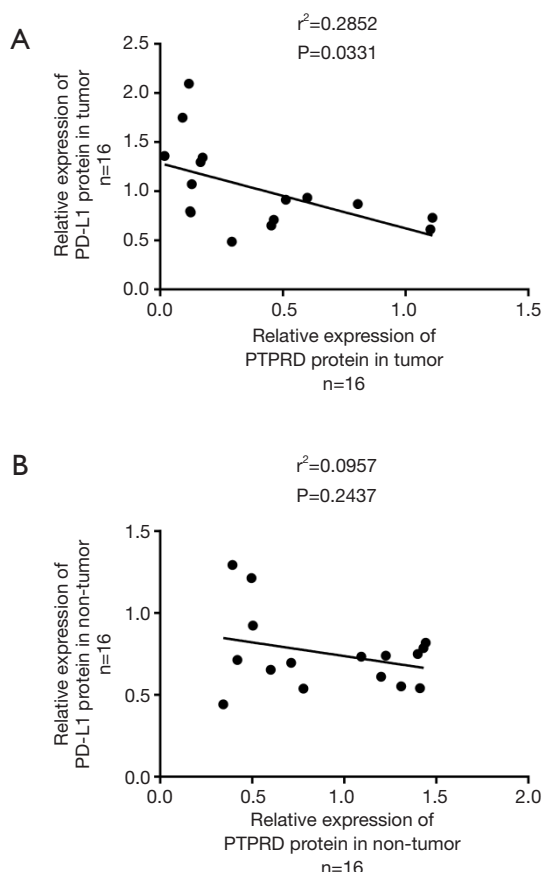 A
r²=0.2852
P=0.0331
Relative expression of
PD-L1 protein in tumor
n=16
2.5
2.0
1.5
1.0
0.5
0.0
0.0 0.5 1.0 1.5
Relative expression of
PTPRD protein in tumor
n=16
B
r²=0.0957
P=0.2437
Relative expression of
PD-L1 protein in non-tumor
n=16
1.5
1.0
0.5
0.0
0.0 0.5 1.0 1.5 2.0
Relative expression of
PTPRD protein in non-tumor
n=16